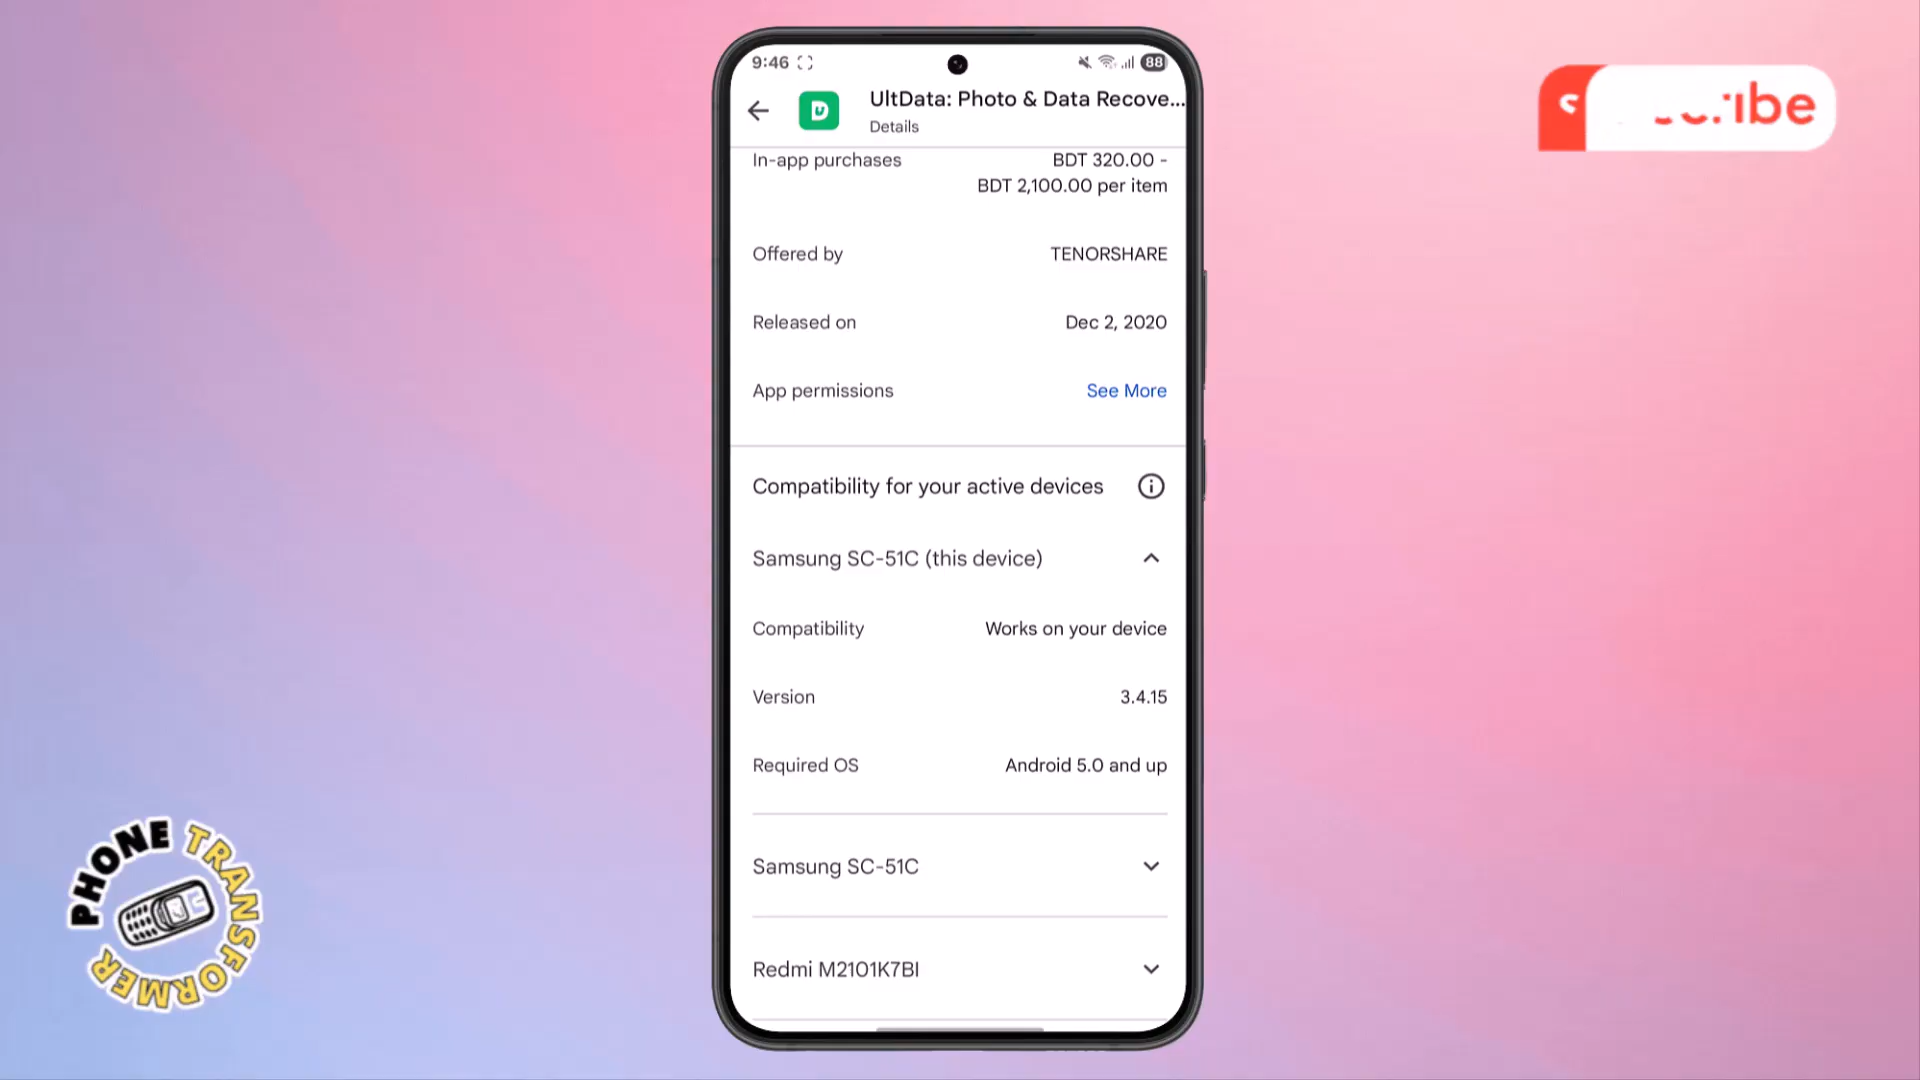 9:46
88
UltData: Photo & Data Recove...
Details
In-app purchases
BDT 320.00 -
BDT 2,100.00 per item
Offered by
TENORSHARE
Released on
Dec 2, 2020
App permissions
See More
Compatibility for your active devices
Samsung SC-51C (this device)
Compatibility
Works on your device
Version
3.4.15
Required OS
Android 5.0 and up
Samsung SC-51C
Redmi M2101K7BI
PHONE TRANSFORMER